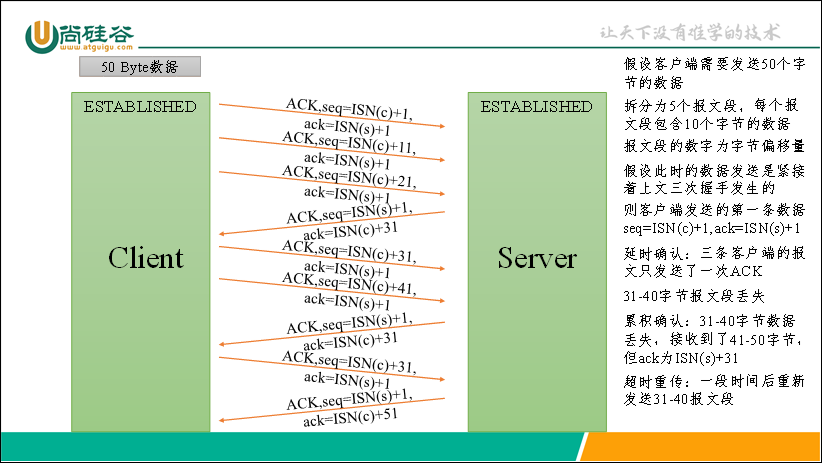 尚硅谷
www.atguigu.com
让天下没有难学的技术
50 Byte数据
ESTABLISHED
Client
ACK,seq=ISN(c)+1,
ack=ISN(s)+1
ACK,seq=ISN(c)+11,
ack=ISN(s)+1
ACK,seq=ISN(c)+21,
ack=ISN(s)+1
ACK,seq=ISN(s)+1,
ack=ISN(c)+31
ACK,seq=ISN(c)+31,
ack=ISN(s)+1
ACK,seq=ISN(c)+41,
ack=ISN(s)+1
ACK,seq=ISN(s)+1,
ack=ISN(c)+31
ACK,seq=ISN(c)+31,
ack=ISN(s)+1
ACK,seq=ISN(s)+1,
ack=ISN(c)+51
ESTABLISHED
Server
假设客户端需要发送50个字
节的数据
拆分为5个报文段，每个报
文段包含10个字节的数据
报文段的数字为字节偏移量
假设此时的数据发送是紧接
着上文三次握手发生的
则客户端发送的第一条数据
seq=ISN(c)+1,ack=ISN(s)+1
延时确认：三条客户端的报
文只发送了一次ACK
31-40字节报文段丢失
累积确认：31-40字节数据
丢失，接收到了41-50字节，
但ack为ISN(s)+31
超时重传：一段时间后重新
发送31-40报文段